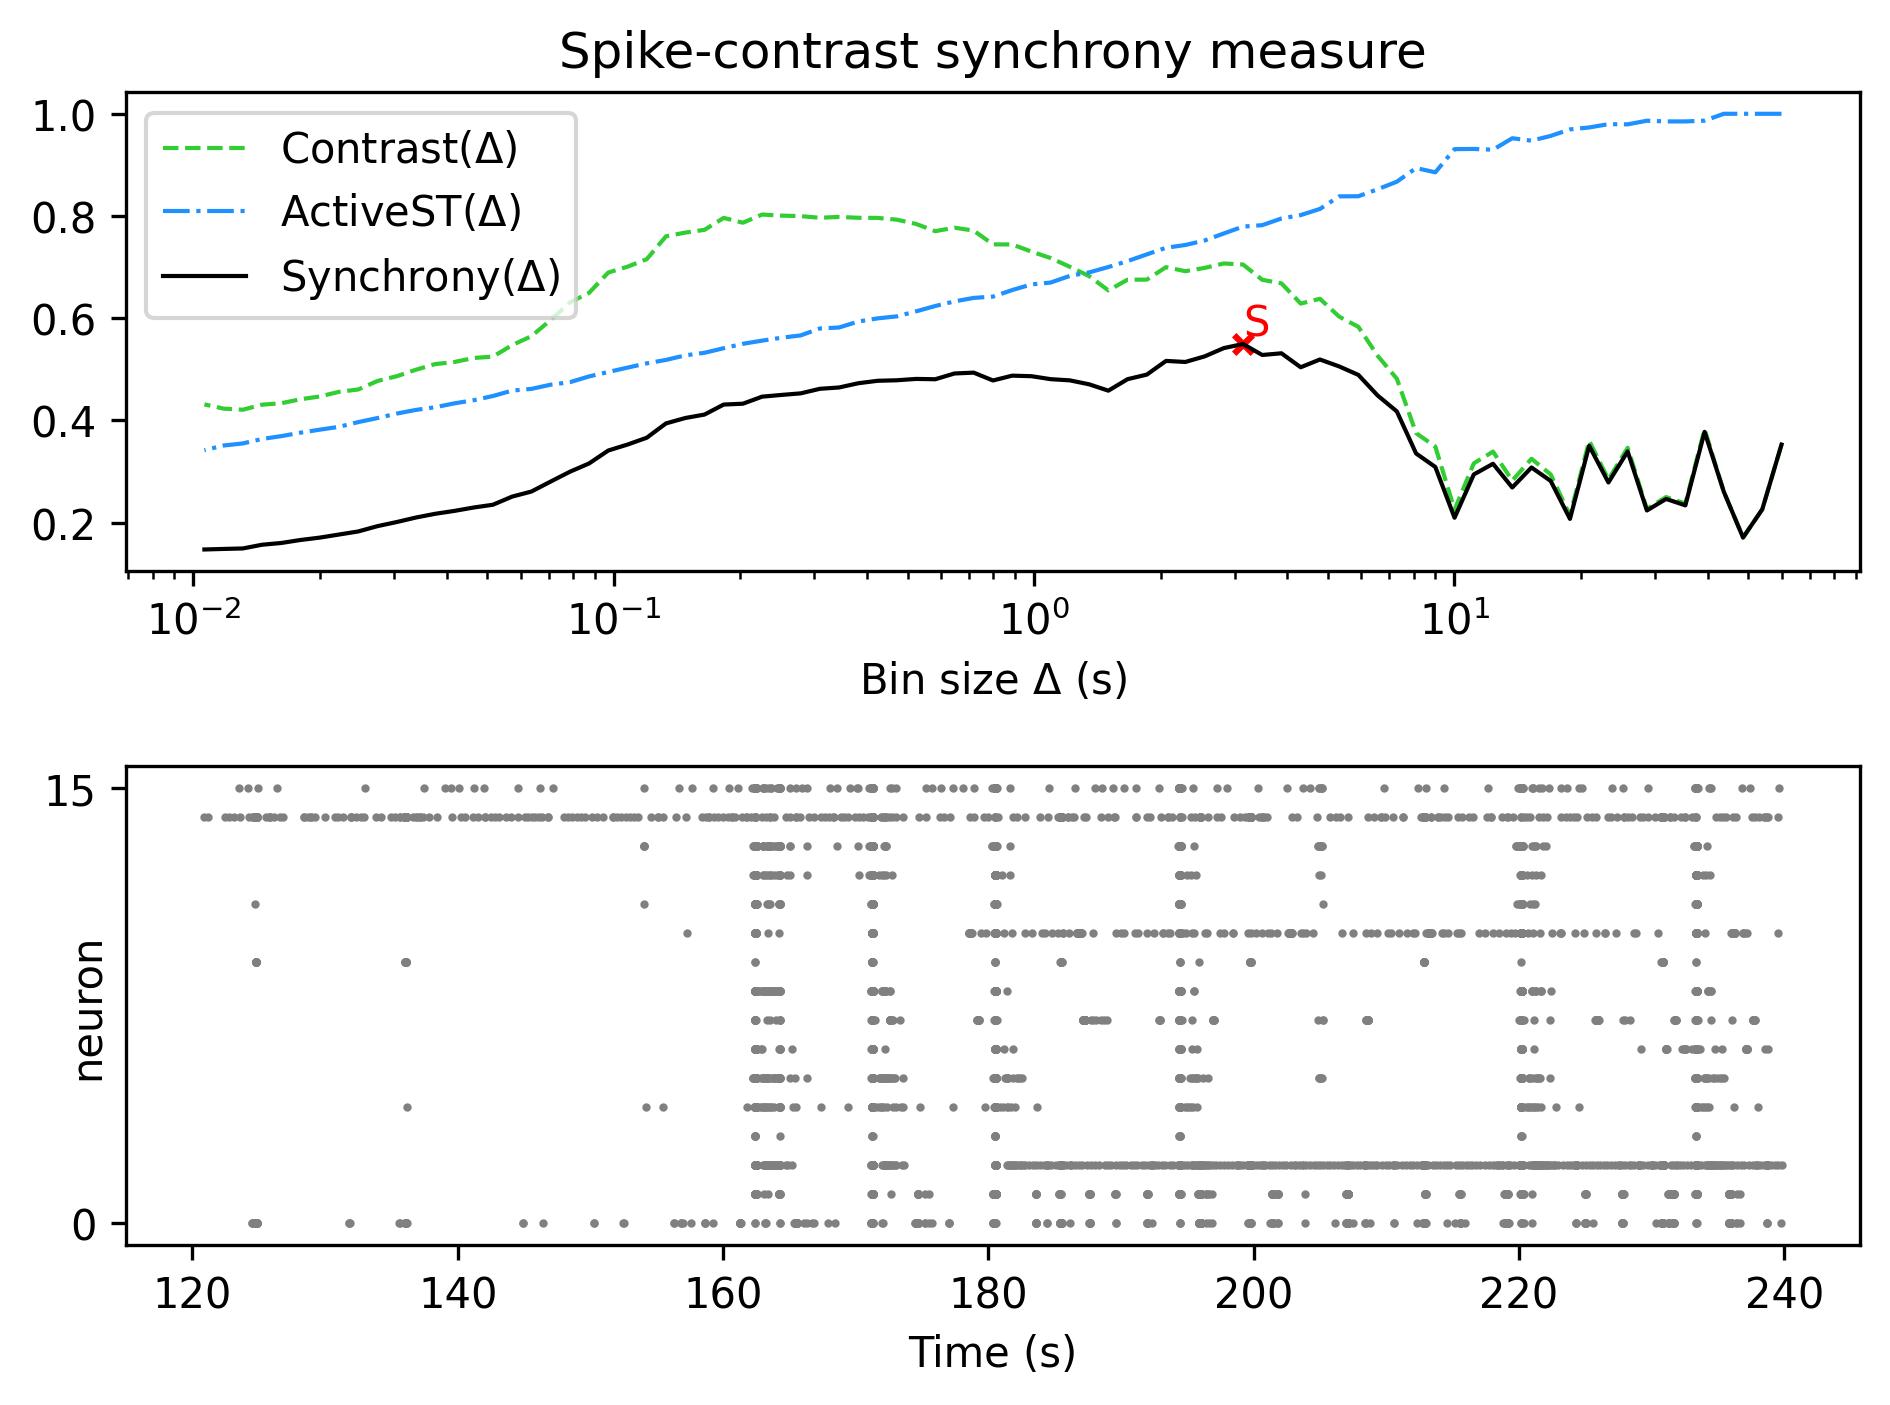 Spike-contrast synchrony measure
1.0
0.8
0.6
0.4
0.2
Contrast(Δ)
ActiveST(Δ)
Synchrony(Δ)
S
10⁻² 10⁻¹ 10⁰ 10¹
Bin size Δ (s)
15
0
neuron
120 140 160 180 200 220 240
Time (s)